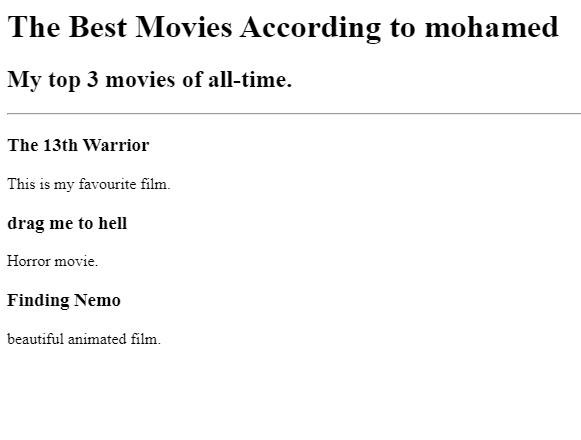 The Best Movies According to mohamed
My top 3 movies of all-time.
The 13th Warrior
This is my favourite film.
drag me to hell
Horror movie.
Finding Nemo
beautiful animated film.